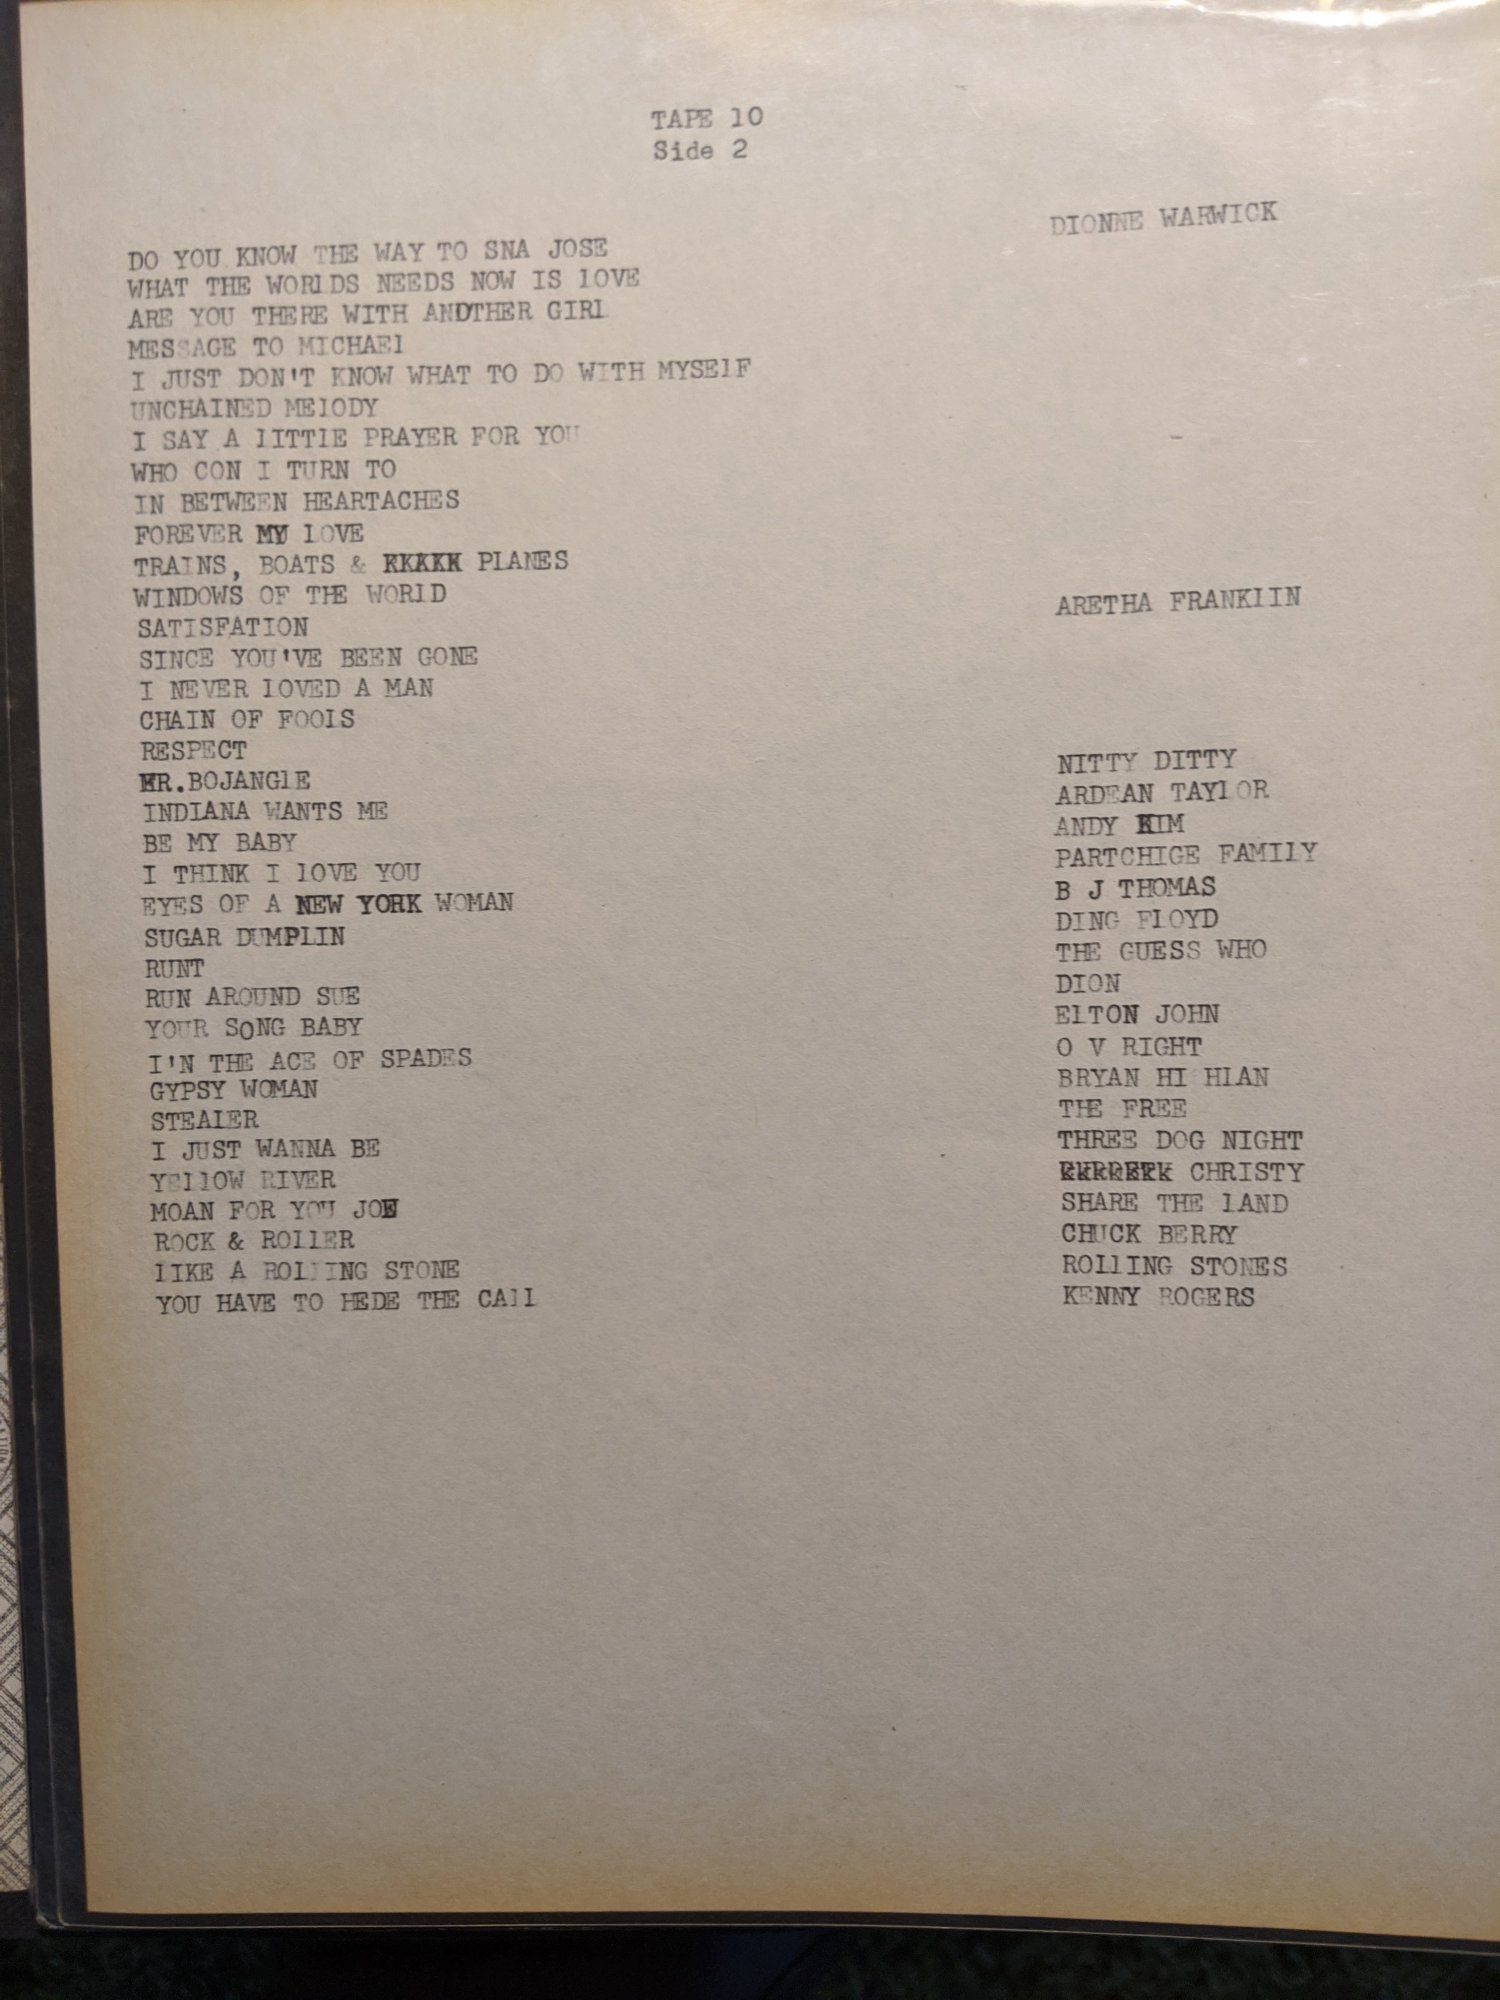 TAPE 10
Side 2
DIONNE WARWICK
DO YOU KNOW THE WAY TO SNA JOSE
WHAT THE WORLDS NEEDS NOW IS lOVE
ARE YOU THERE WITH ANOTHER GIRL
MESSAGE TO MICHAEl
I JUST DON'T KNOW WHAT TO DO WITH MYSElF
UNCHAINED MElODY
I SAY A lITTlE PRAYER FOR YOU
WHO CON I TURN TO
IN BETWEEN HEARTACHES
FOREVER MY LOVE
TRAINS, BOATS & PLANES
WINDOWS OF THE WORlD
ARETHA FRANKlIN
SATISFATION
SINCE YOU'VE BEEN GONE
I NEVER lOVED A MAN
CHAIN OF FOOlS
RESPECT
MR.BOJANGlE NITTY DITTY
INDIANA WANTS ME ARDEAN TAYlOR
BE MY BABY ANDY KIM
I THINK I lOVE YOU PARTCHIGE FAMIlY
EYES OF A NEW YORK WOMAN B J THOMAS
SUGAR DUMPLIN DING FlOYD
RUNT THE GUESS WHO
RUN AROUND SUE DION
YOUR SONG BABY ElTON JOHN
I'N THE ACE OF SPADES O V RIGHT
GYPSY WOMAN BRYAN HI HlAN
STEAlER THE FREE
I JUST WANNA BE THREE DOG NIGHT
YEllOW RIVER CHRISTY
MOAN FOR YOU JOE SHARE THE lAND
ROCK & ROllER CHUCK BERRY
lIKE A ROLLING STONE ROllING STONES
YOU HAVE TO HEDE THE CAll KENNY ROGERS